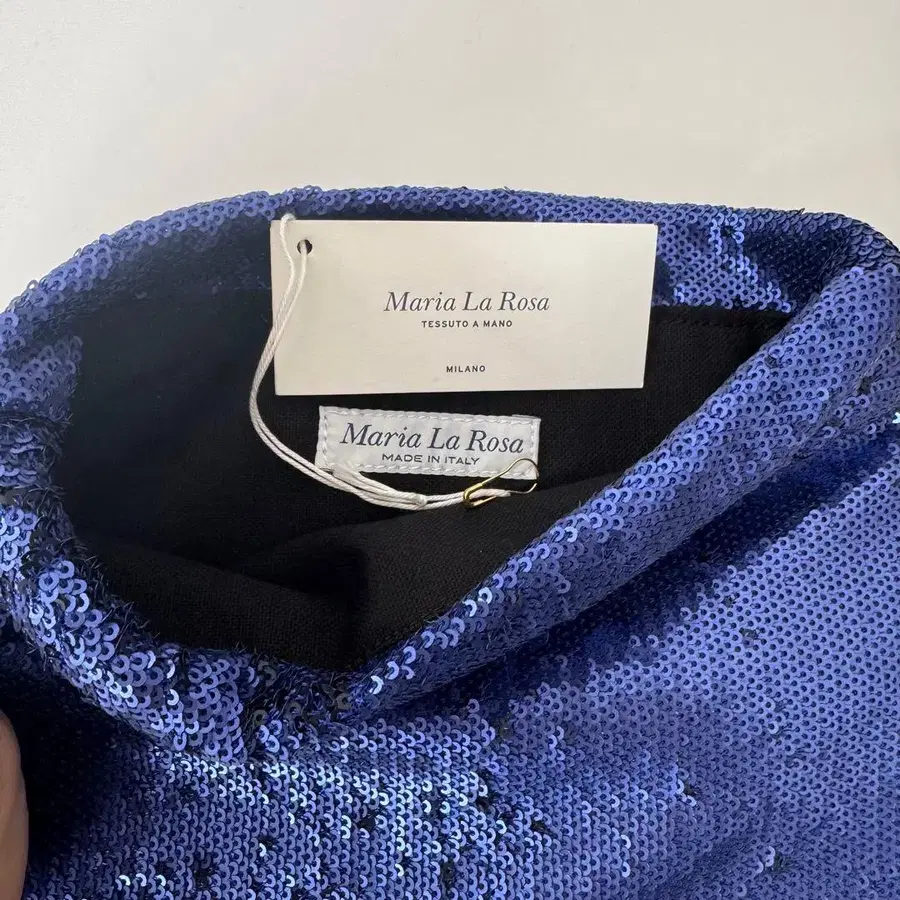 Maria La Rosa
TESSUTO A MANO
MILANO
Maria La Rosa
MADE IN ITALY